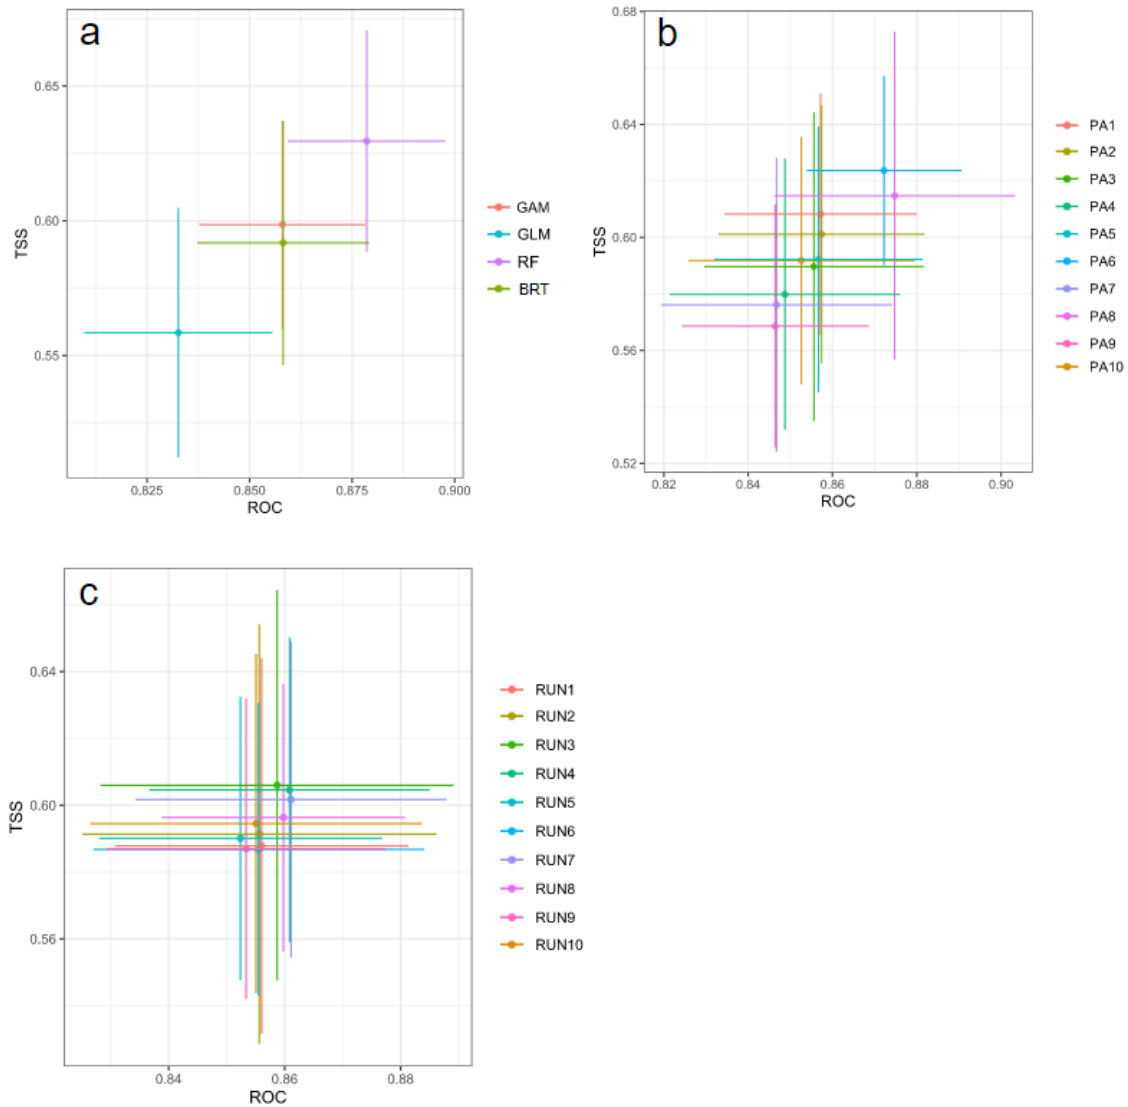 a
0.65
0.60
0.55
TSS
0.825
0.850
0.875
0.900
ROC
GAM
GLM
RF
BRT
b
0.68
0.64
0.60
0.56
0.52
TSS
0.82
0.84
0.86
0.88
0.90
ROC
PA1
PA2
PA3
PA4
PA5
PA6
PA7
PA8
PA9
PA10
c
0.64
0.60
0.56
TSS
0.84
0.86
0.88
ROC
RUN1
RUN2
RUN3
RUN4
RUN5
RUN6
RUN7
RUN8
RUN9
RUN10